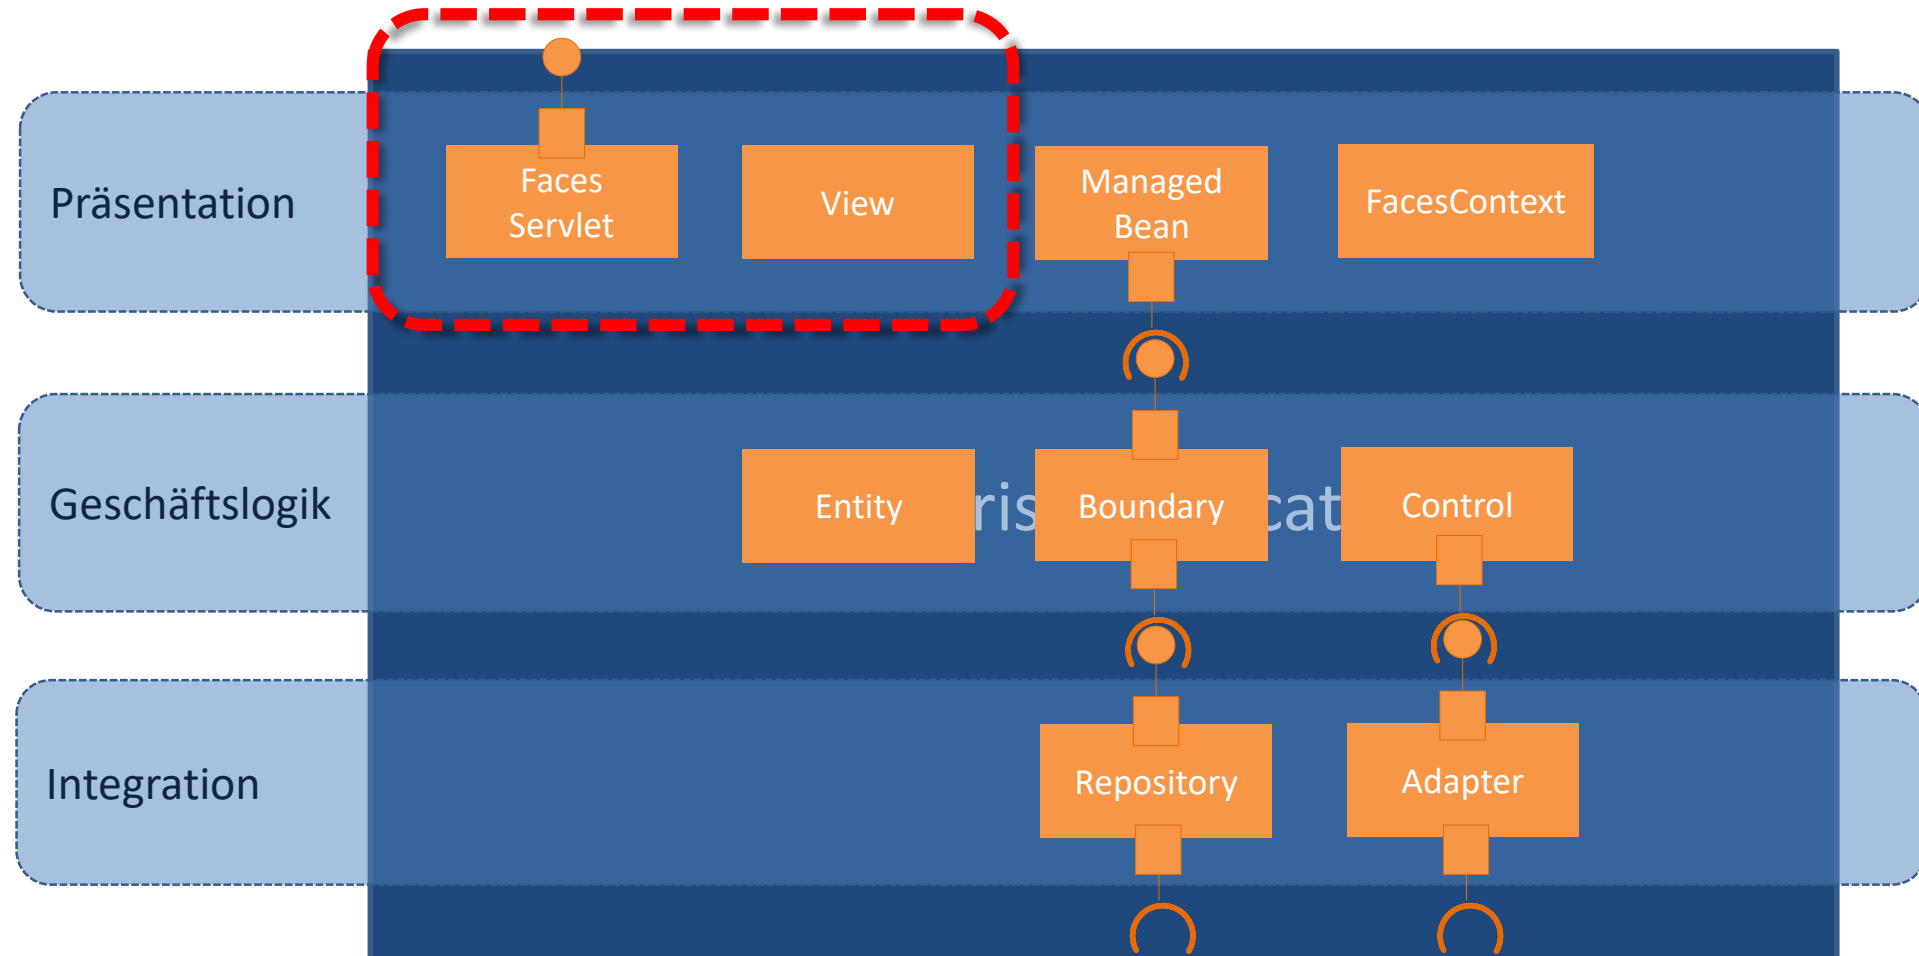 Präsentation
Faces
Servlet
View
Managed
Bean
FacesContext
Geschäftslogik
Entity
Boundary
Control
Integration
Repository
Adapter